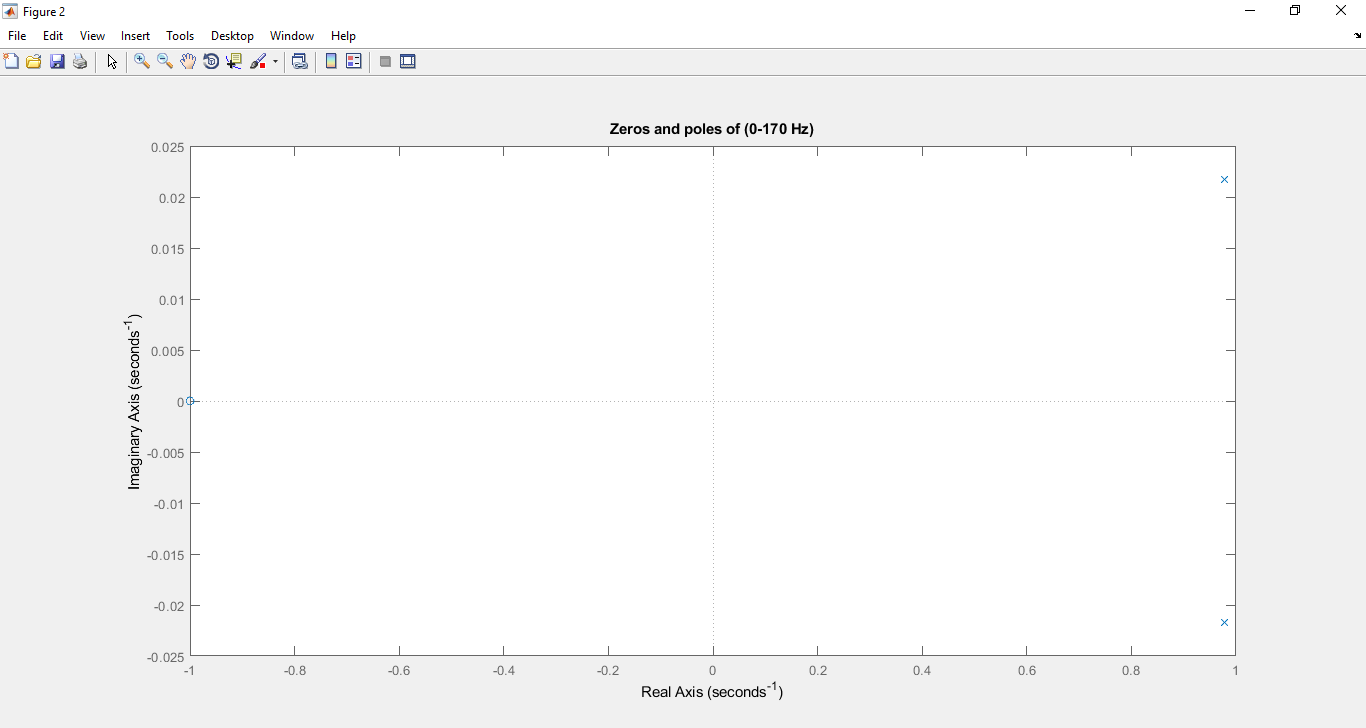 Figure 2
File Edit View Insert Tools Desktop Window Help
Zeros and poles of (0-170 Hz)
0.025
0.02
0.015
0.01
0.005
0
-0.005
-0.01
-0.015
-0.02
-0.025
Imaginary Axis (seconds⁻¹)
-1 -0.8 -0.6 -0.4 -0.2 0 0.2 0.4 0.6 0.8 1
Real Axis (seconds⁻¹)